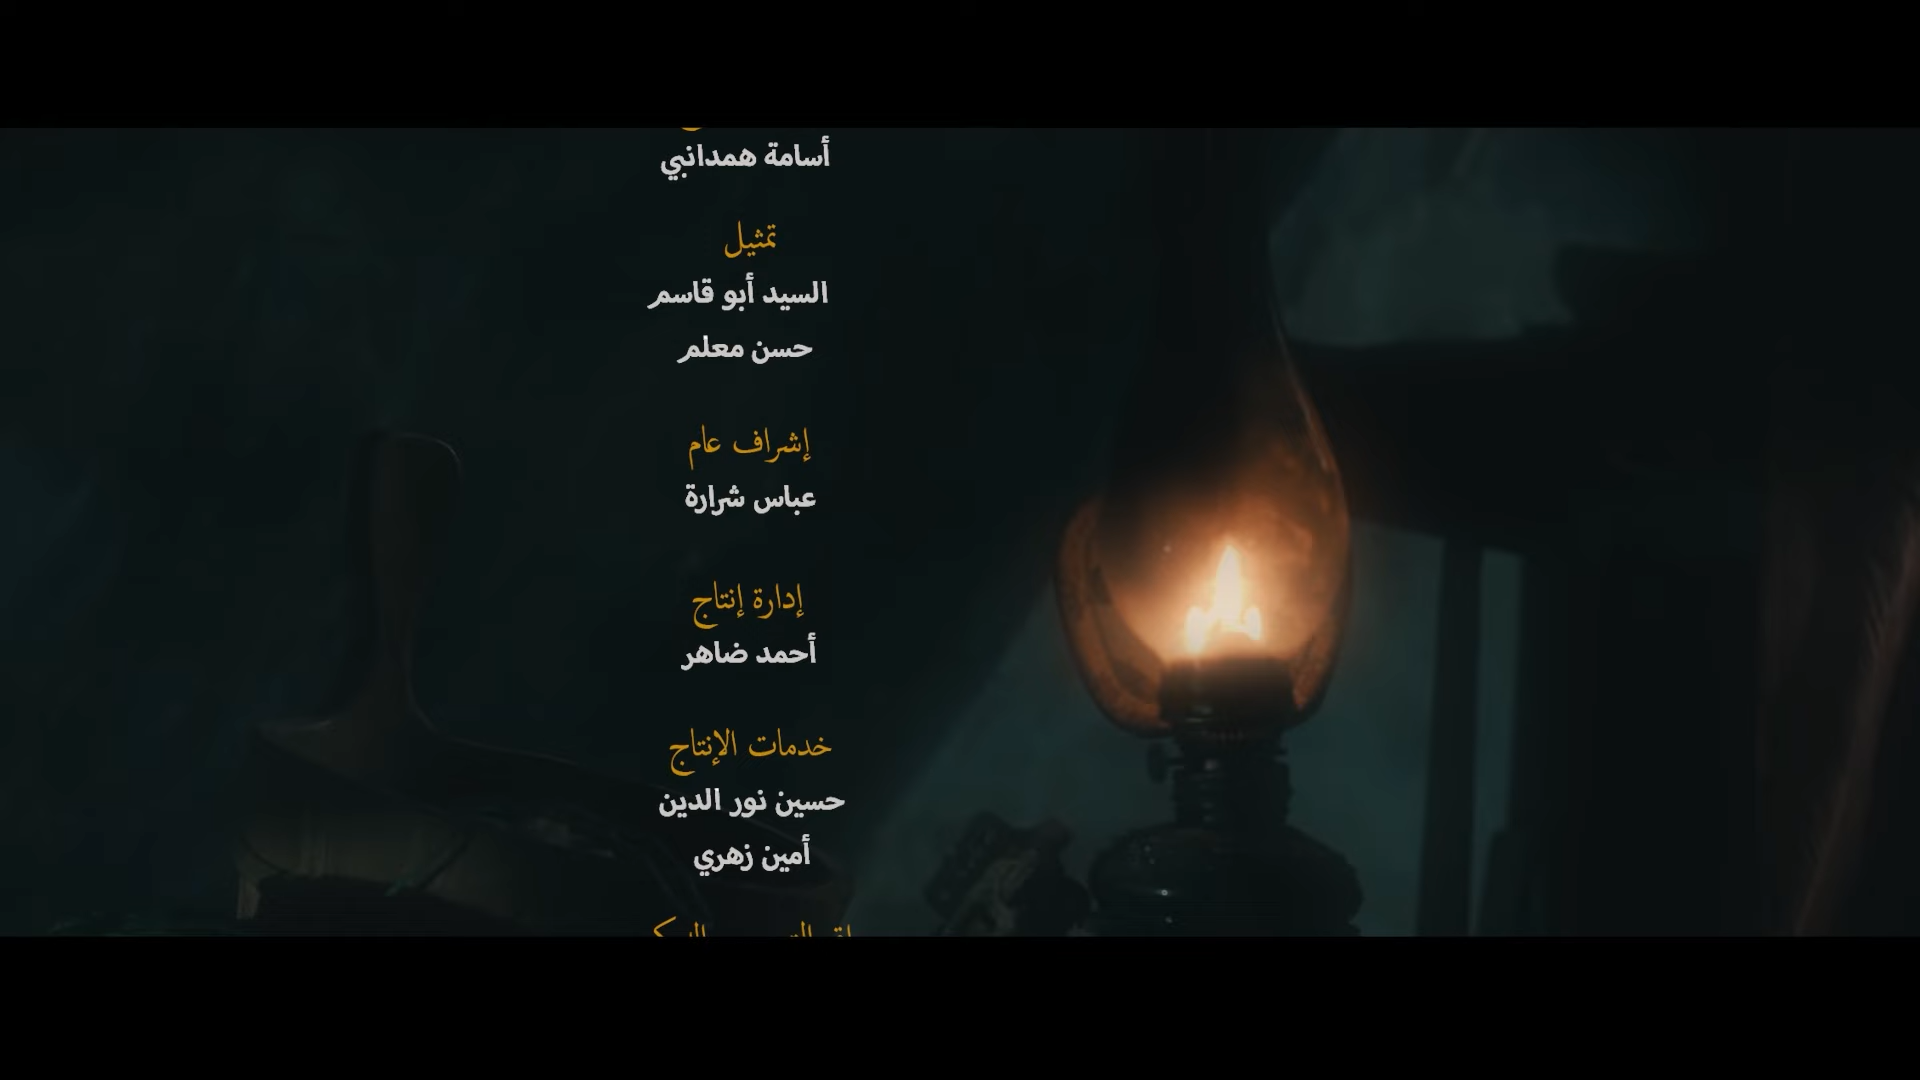 أسامة همداني
تمثيل
السيد أبو قاسم
حسن معلم
إشراف عام
عباس شرارة
إدارة إنتاج
أحمد ضاهر
خدمات الإنتاج
حسين نور الدين
أمين زهري